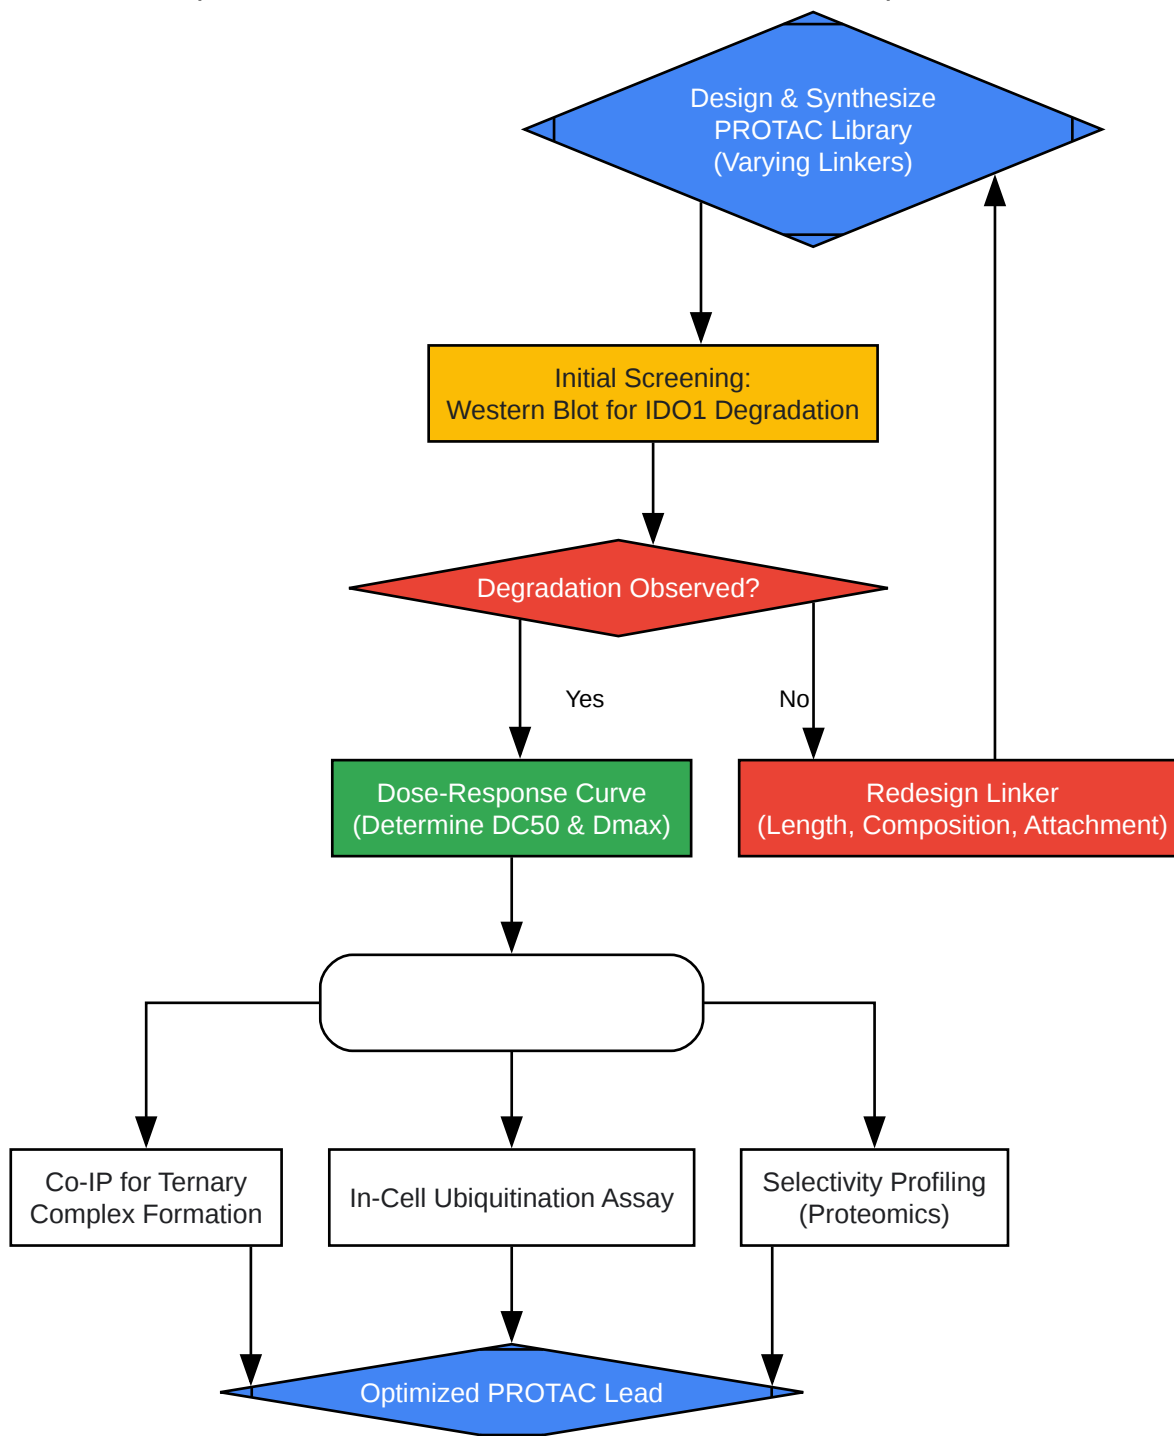 Design & Synthesize
PROTAC Library
(Varying Linkers)
Initial Screening:
Western Blot for IDO1 Degradation
Degradation Observed?
Yes
No
Dose-Response Curve
(Determine DC50 & Dmax)
Redesign Linker
(Length, Composition, Attachment)
Co-IP for Ternary
Complex Formation
In-Cell Ubiquitination Assay
Selectivity Profiling
(Proteomics)
Optimized PROTAC Lead